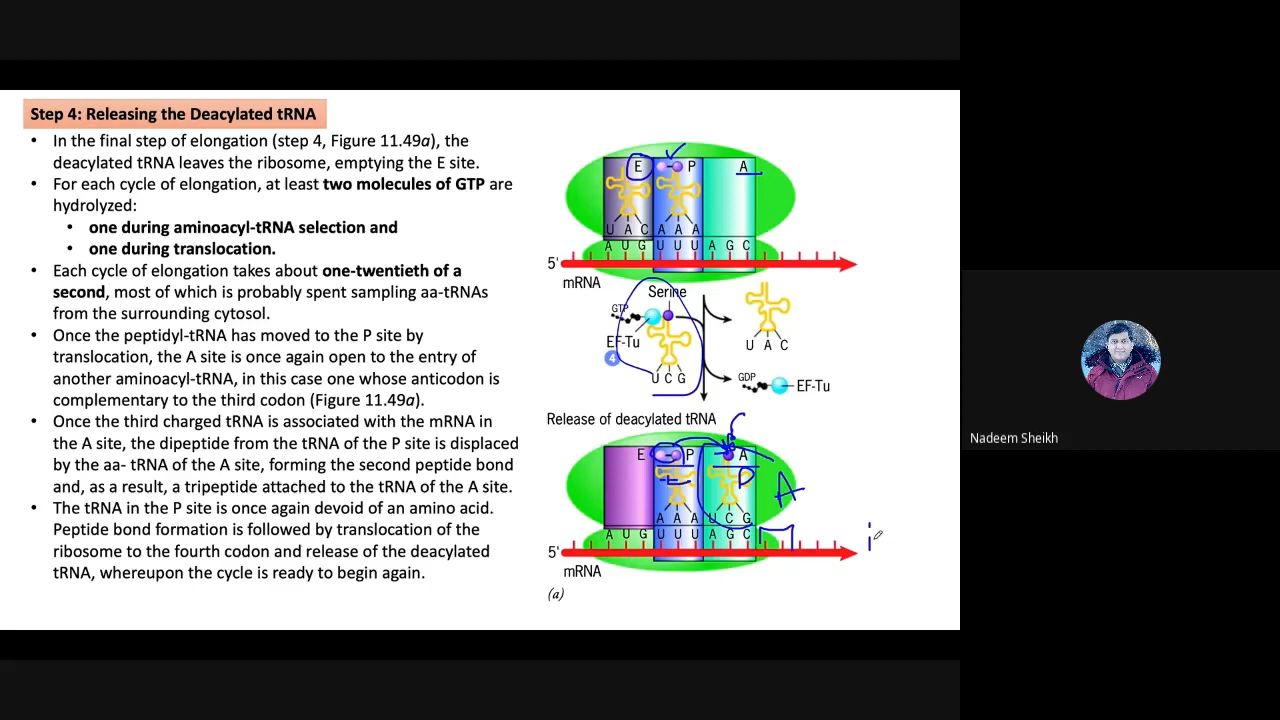 Step 4: Releasing the Deacylated tRNA
• In the final step of elongation (step 4, Figure 11.49a), the
deacylated tRNA leaves the ribosome, emptying the E site.
• For each cycle of elongation, at least two molecules of GTP are
hydrolyzed:
• one during aminoacyl-tRNA selection and
• one during translocation.
• Each cycle of elongation takes about one-twentieth of a
second, most of which is probably spent sampling aa-tRNAs
from the surrounding cytosol.
• Once the peptidyl-tRNA has moved to the P site by
translocation, the A site is once again open to the entry of
another aminoacyl-tRNA, in this case one whose anticodon is
complementary to the third codon (Figure 11.49a).
• Once the third charged tRNA is associated with the mRNA in
the A site, the dipeptide from the tRNA of the P site is displaced
by the aa- tRNA of the A site, forming the second peptide bond
and, as a result, a tripeptide attached to the tRNA of the A site.
• The tRNA in the P site is once again devoid of an amino acid.
Peptide bond formation is followed by translocation of the
ribosome to the fourth codon and release of the deacylated
tRNA, whereupon the cycle is ready to begin again.
E P A
U A C A A A
A U G U U U A G C
5'
mRNA
Serine
GTP
EF-Tu
4
U C G
U A C
GDP
EF-Tu
Release of deacylated tRNA
E P A
E P A
A A A U C G
A U G U U U A G C
5'
mRNA
(a)
Nadeem Sheikh